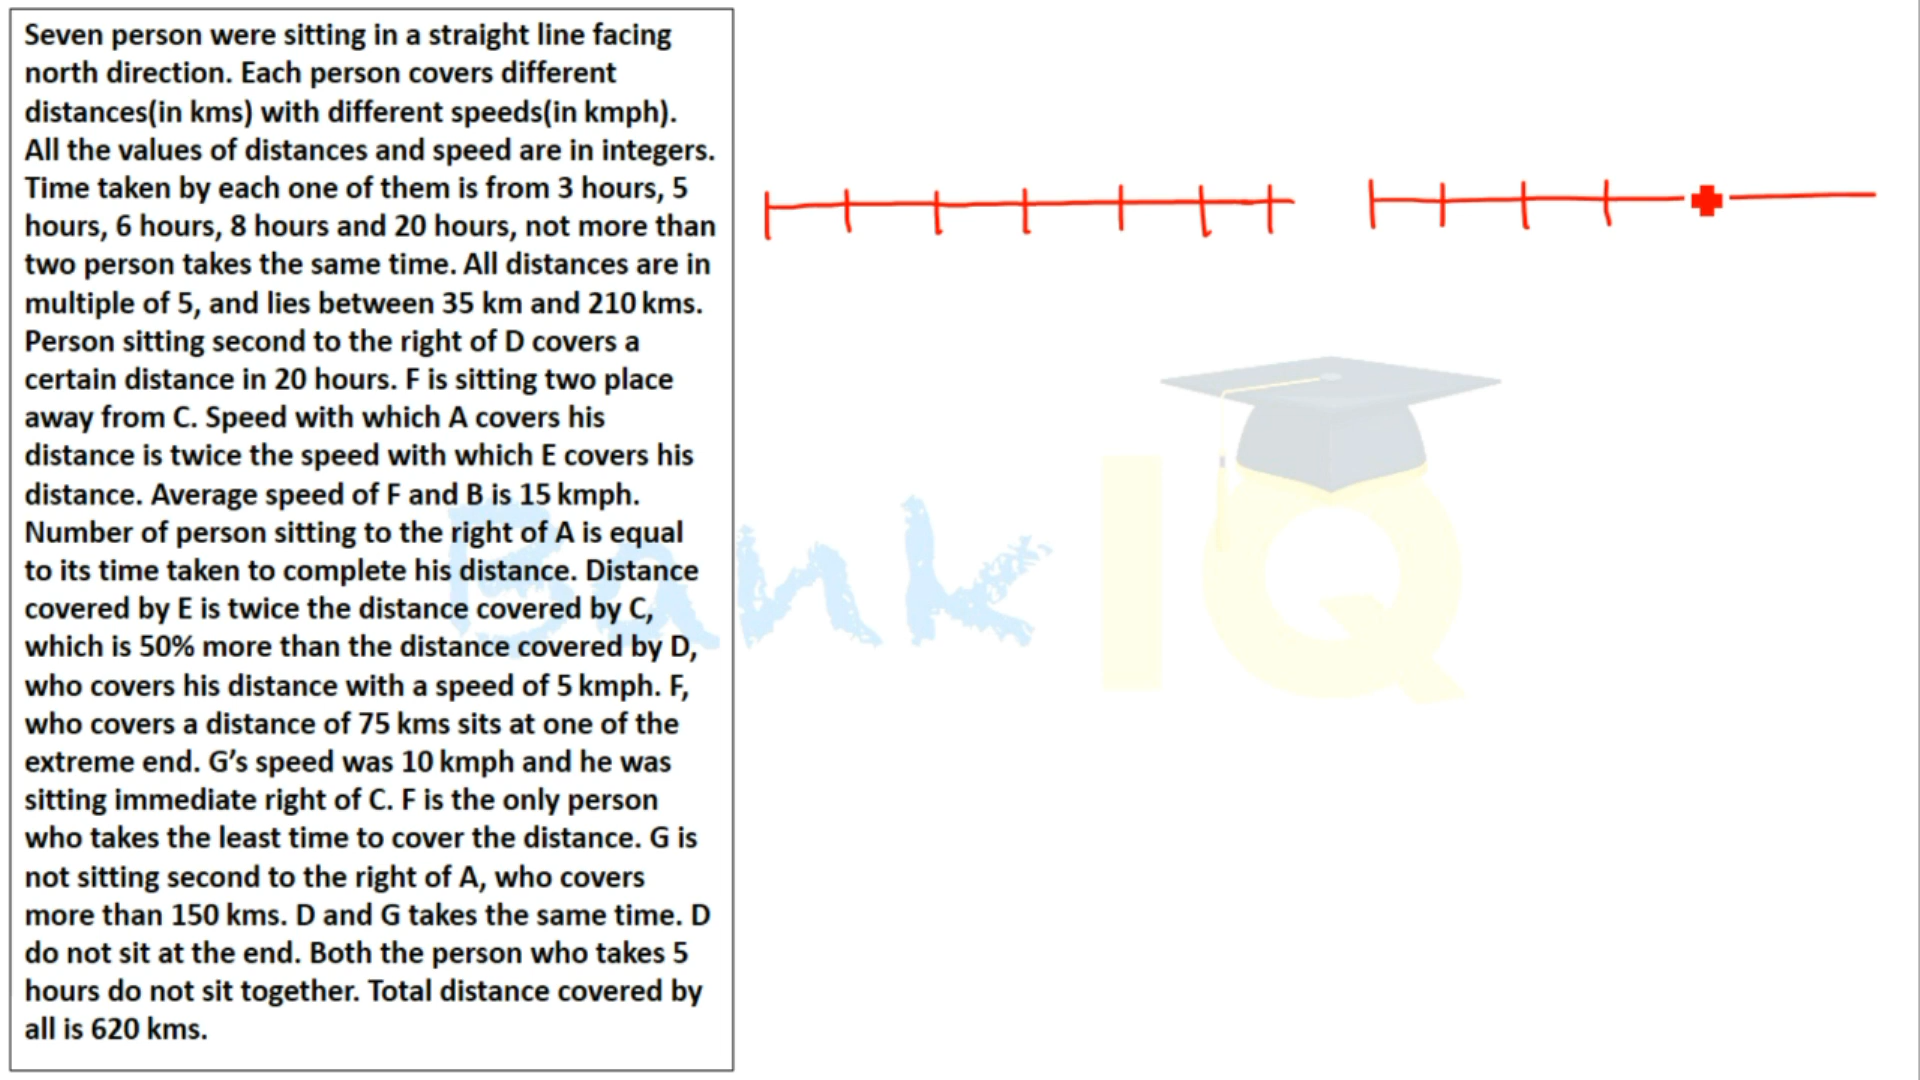 Seven person were sitting in a straight line facing
north direction. Each person covers different
distances(in kms) with different speeds(in kmph).
All the values of distances and speed are in integers.
Time taken by each one of them is from 3 hours, 5
hours, 6 hours, 8 hours and 20 hours, not more than
two person takes the same time. All distances are in
multiple of 5, and lies between 35 km and 210 kms.
Person sitting second to the right of D covers a
certain distance in 20 hours. F is sitting two place
away from C. Speed with which A covers his
distance is twice the speed with which E covers his
distance. Average speed of F and B is 15 kmph.
Number of person sitting to the right of A is equal
to its time taken to complete his distance. Distance
covered by E is twice the distance covered by C,
which is 50% more than the distance covered by D,
who covers his distance with a speed of 5 kmph. F,
who covers a distance of 75 kms sits at one of the
extreme end. G’s speed was 10 kmph and he was
sitting immediate right of C. F is the only person
who takes the least time to cover the distance. G is
not sitting second to the right of A, who covers
more than 150 kms. D and G takes the same time. D
do not sit at the end. Both the person who takes 5
hours do not sit together. Total distance covered by
all is 620 kms.
Bank IQ